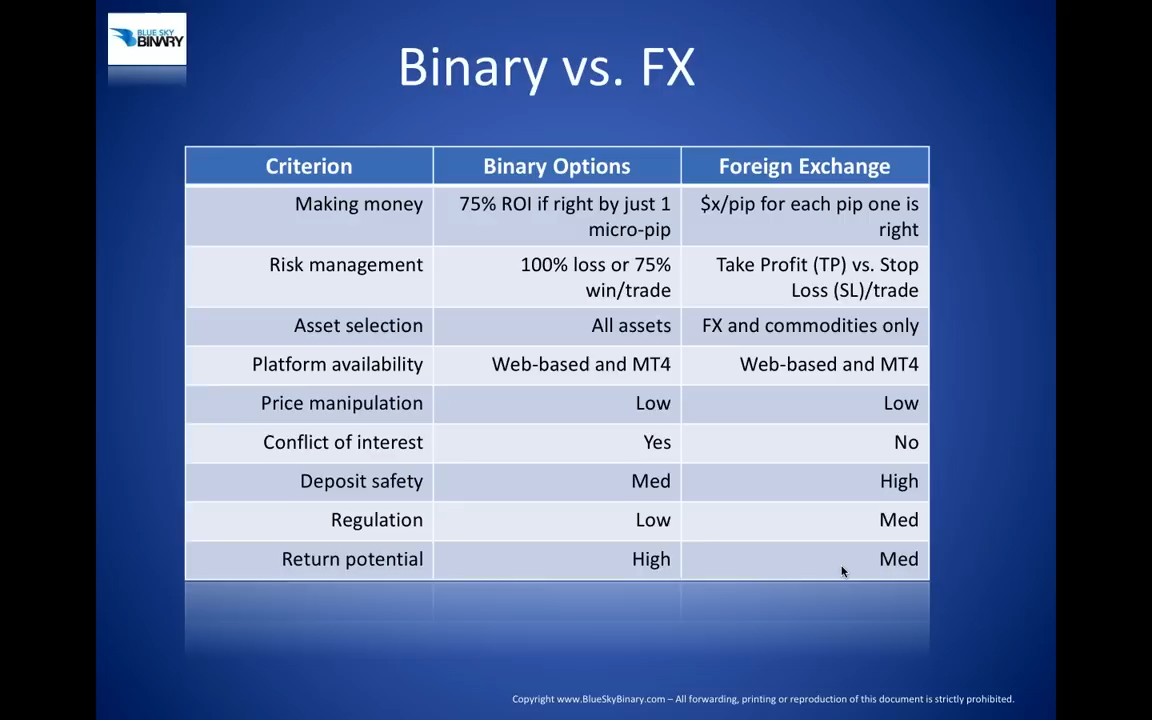 BLUE SKY
BINARY
Binary vs. FX
Criterion Binary Options Foreign Exchange
Making money 75% ROI if right by just 1 micro-pip $x/pip for each pip one is right
Risk management 100% loss or 75% win/trade Take Profit (TP) vs. Stop Loss (SL)/trade
Asset selection All assets FX and commodities only
Platform availability Web-based and MT4 Web-based and MT4
Price manipulation Low Low
Conflict of interest Yes No
Deposit safety Med High
Regulation Low Med
Return potential High Med
Copyright www.BlueSkyBinary.com – All forwarding, printing or reproduction of this document is strictly prohibited.